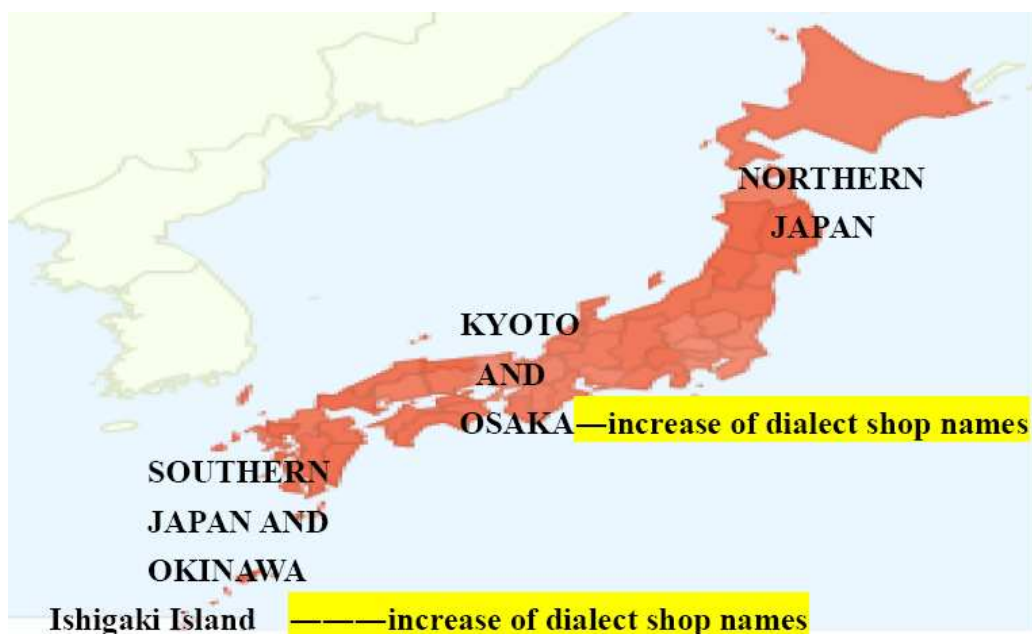 NORTHERN
JAPAN
KYOTO
AND
OSAKA—increase of dialect shop names
SOUTHERN
JAPAN AND
OKINAWA
Ishigaki Island ———increase of dialect shop names